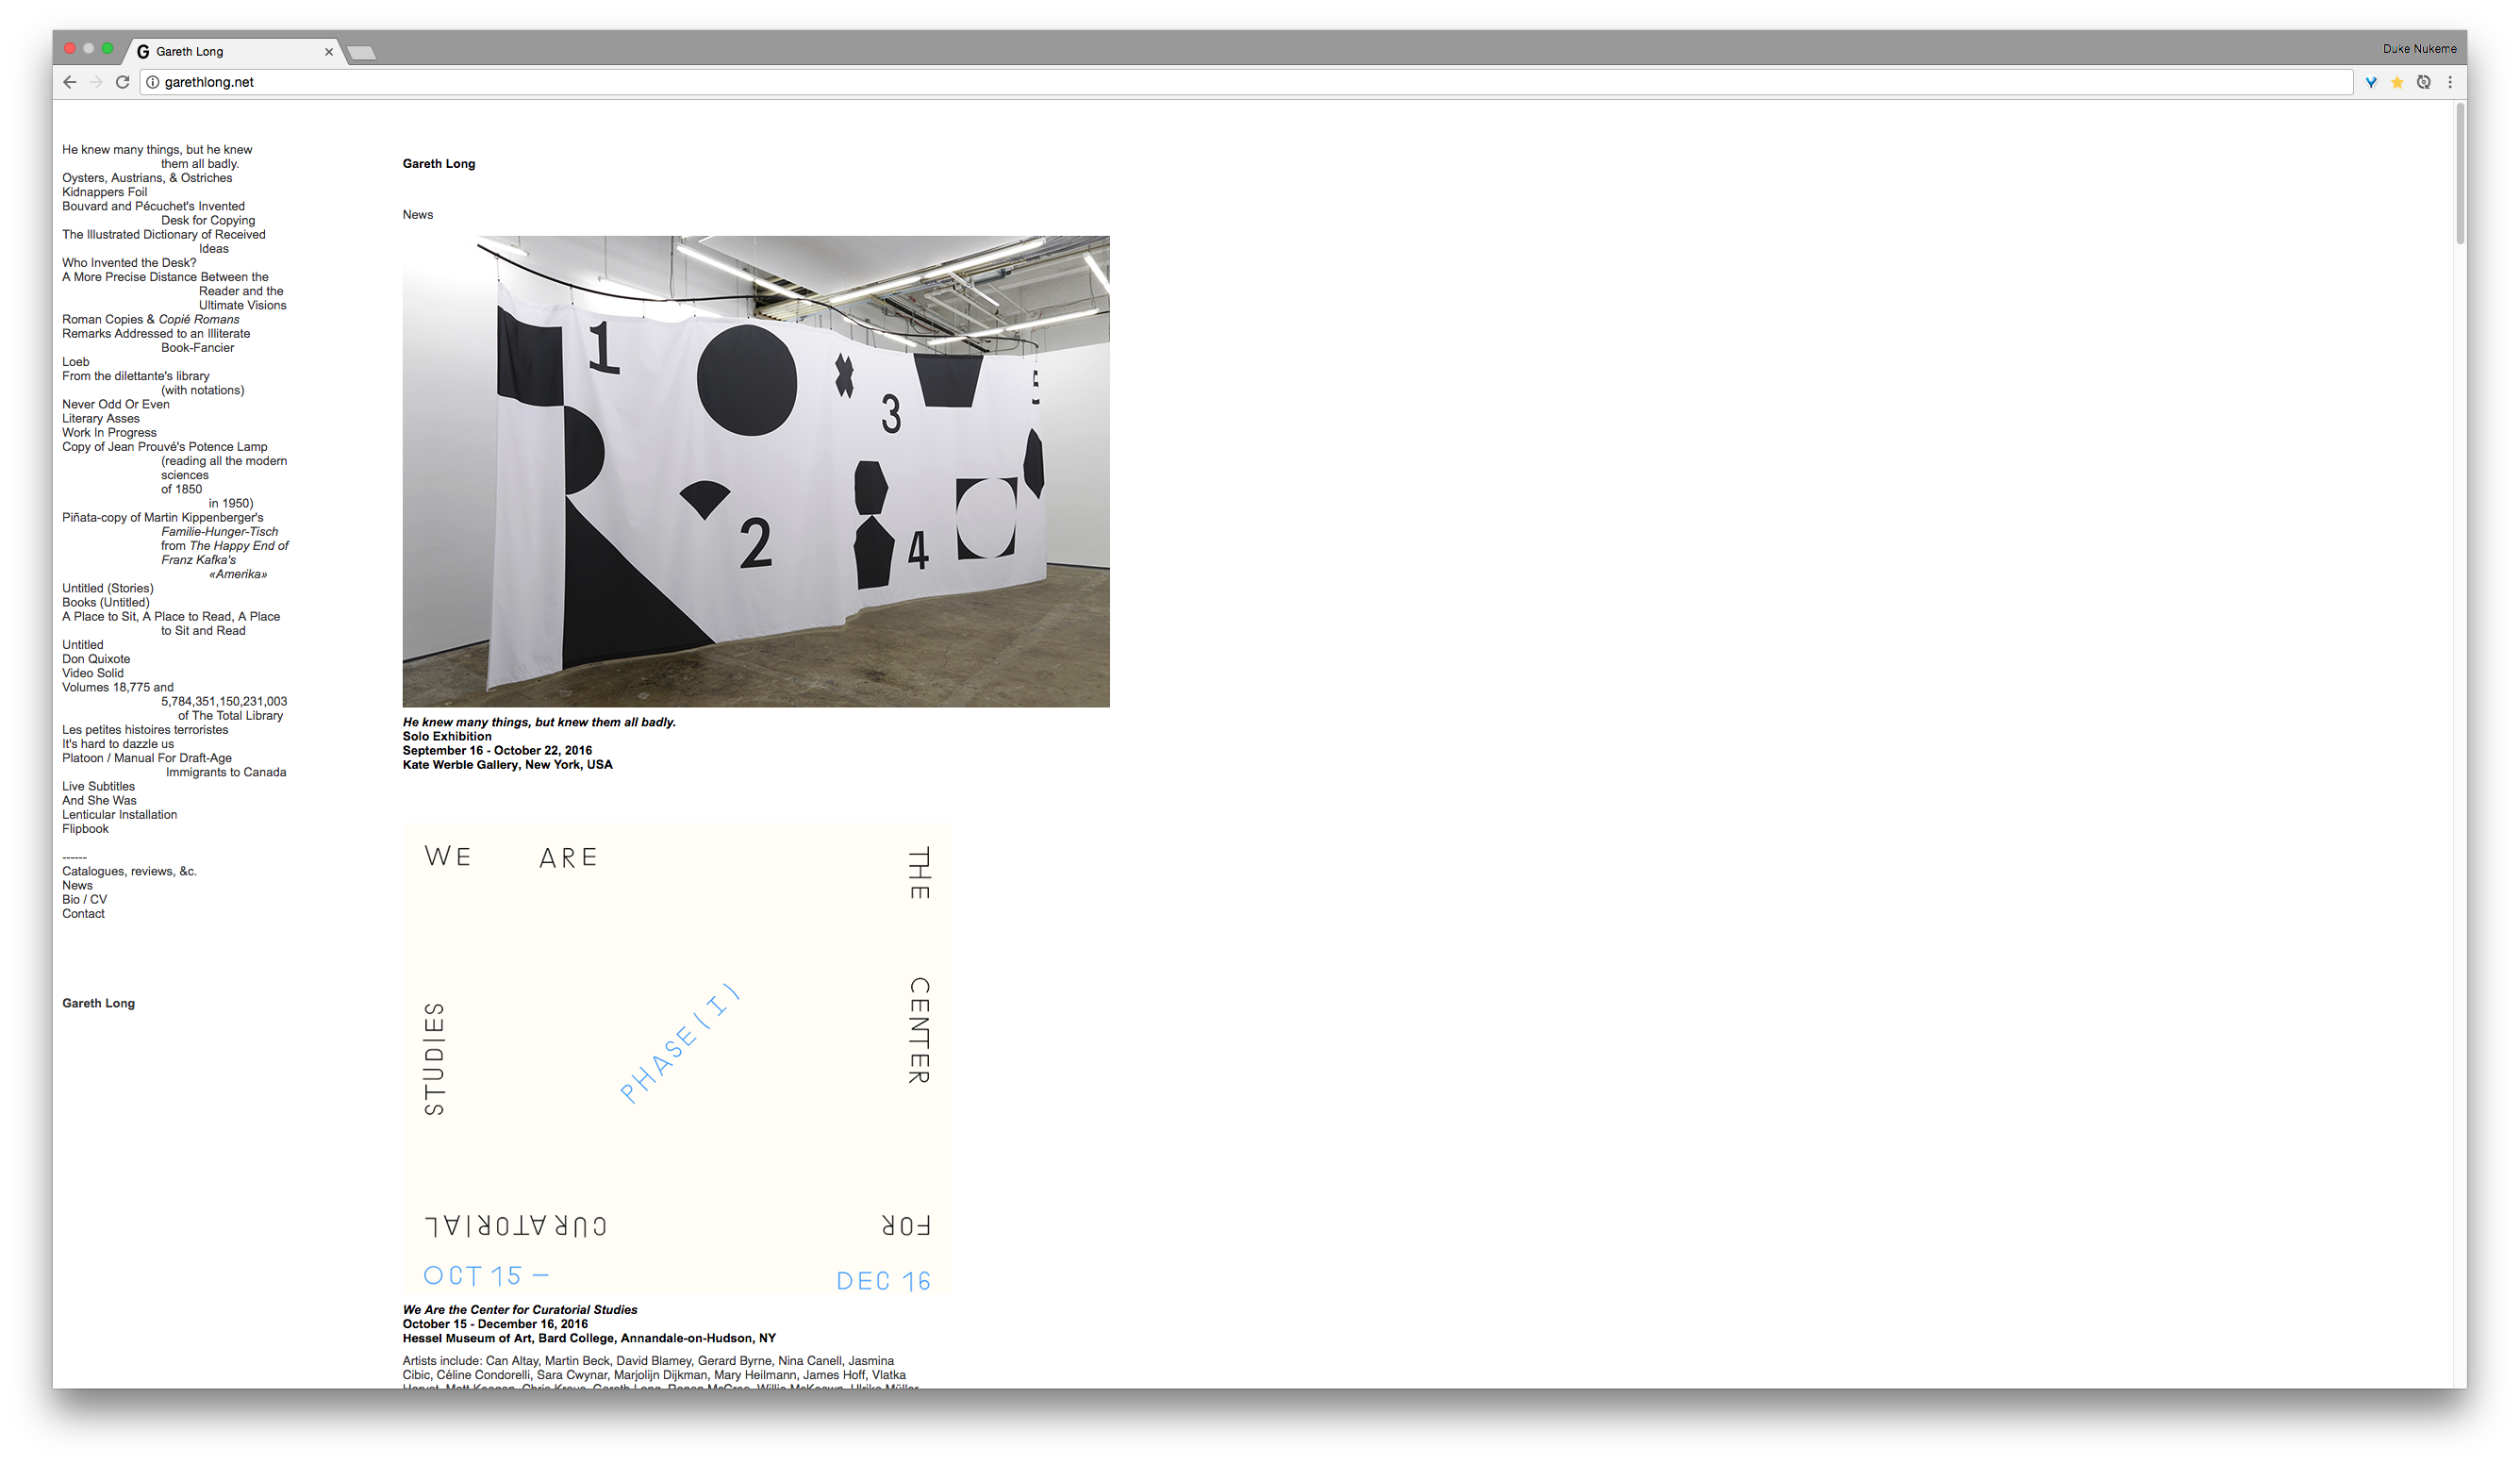 Gareth Long
Duke Nukeme
garethlong.net
He knew many things, but he knew
them all badly.
Oysters, Austrians, & Ostriches
Kidnappers Foil
Bouvard and Pécuchet's Invented
Desk for Copying
The Illustrated Dictionary of Received
Ideas
Who Invented the Desk?
A More Precise Distance Between the
Reader and the
Ultimate Visions
Roman Copies & Copié Romans
Remarks Addressed to an Illiterate
Book-Fancier
Loeb
From the dilettante's library
(with notations)
Never Odd Or Even
Literary Asses
Work In Progress
Copy of Jean Prouvé's Potence Lamp
(reading all the modern
sciences
of 1850
in 1950)
Piñata-copy of Martin Kippenberger's
Familie-Hunger-Tisch
from The Happy End of
Franz Kafka's
«Amerika»
Untitled (Stories)
Books (Untitled)
A Place to Sit, A Place to Read, A Place
to Sit and Read
Untitled
Don Quixote
Video Solid
Volumes 18,775 and
5,784,351,150,231,003
of The Total Library
Les petites histoires terroristes
It's hard to dazzle us
Platoon / Manual For Draft-Age
Immigrants to Canada
Live Subtitles
And She Was
Lenticular Installation
Flipbook
------
Catalogues, reviews, &c.
News
Bio / CV
Contact
Gareth Long
Gareth Long
News
1
2
3
4
5
He knew many things, but knew them all badly.
Solo Exhibition
September 16 - October 22, 2016
Kate Werble Gallery, New York, USA
WE ARE
THE
CENTER
FOR
CURATORIAL
STUDIES
PHASE(I)
OCT 15 –
DEC 16
We Are the Center for Curatorial Studies
October 15 - December 16, 2016
Hessel Museum of Art, Bard College, Annandale-on-Hudson, NY
Artists include: Can Altay, Martin Beck, David Blamey, Gerard Byrne, Nina Canell, Jasmina
Cibic, Céline Condorelli, Sara Cwynar, Marjolijn Dijkman, Mary Heilmann, James Hoff, Vlatka
Horvat, Matt Keegan, Chris Kraus, Gareth Long, Ronan McCrea, Willie McKeown, Ulrike Müller